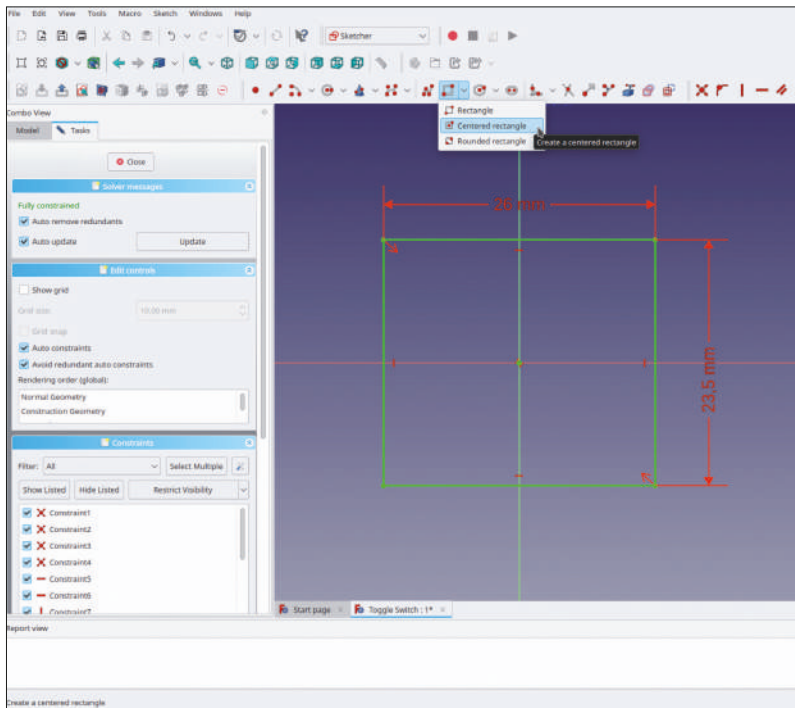 File Edit View Tools Macro Sketch Windows Help
Sketcher
Combo View
Model Tasks
Close
Solver messages
Fully constrained
Auto remove redundants
Auto update Update
Edit controls
Show grid
Grid size: 10.00 mm
Grid snap
Auto constraints
Avoid redundant auto constraints
Rendering order (global):
Normal Geometry
Construction Geometry
Constraints
Filter: All Select Multiple
Show Listed Hide Listed Restrict Visibility
Constraint1
Constraint2
Constraint3
Constraint4
Constraint5
Constraint6
Constraint7
Rectangle
Centered rectangle
Rounded rectangle
Create a centered rectangle
26 mm
23,5 mm
Start page Toggle Switch : 1*
Report view
Create a centered rectangle